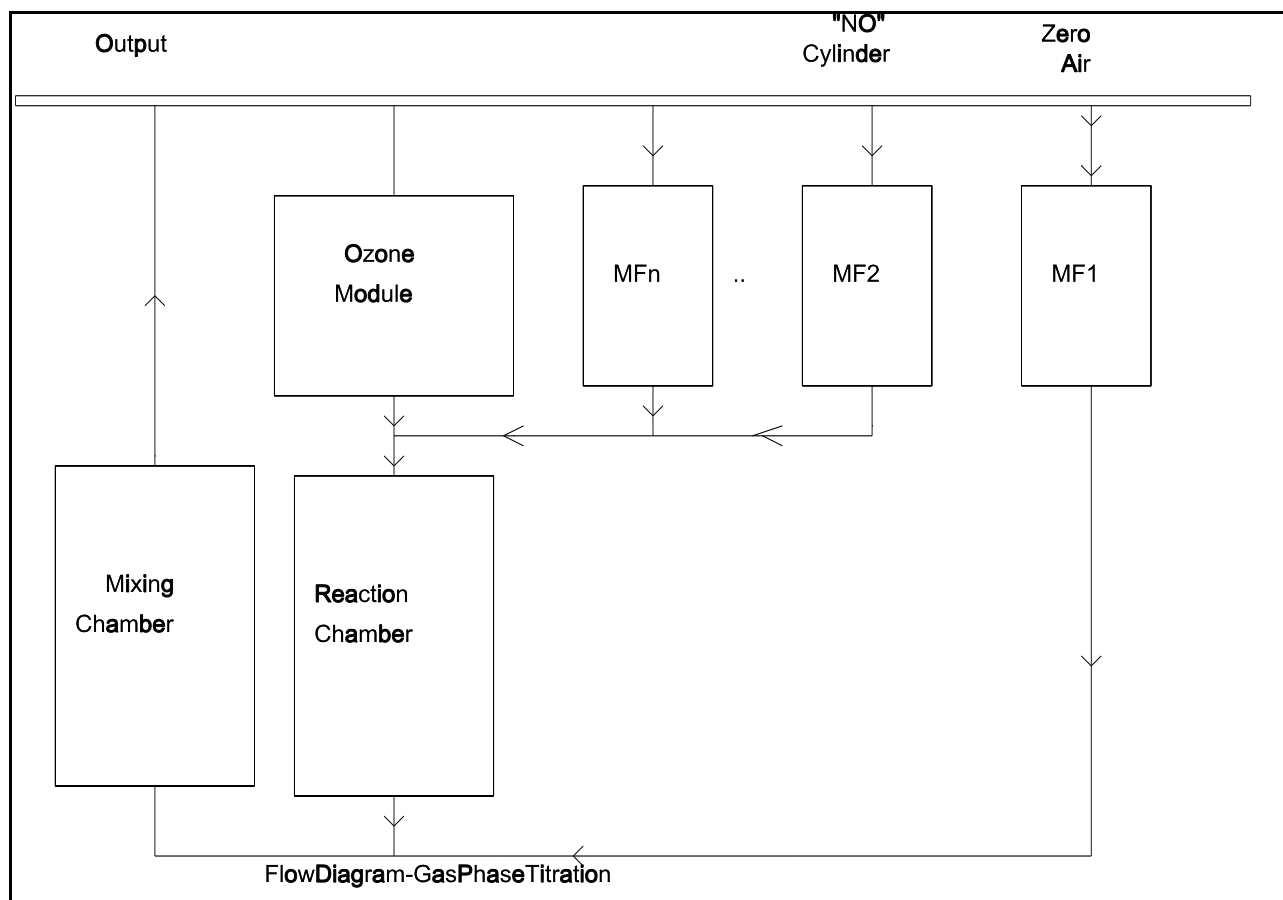 Output
"NO"
Cylinder
Zero
Air
Ozone
Module
MFn
..
MF2
MF1
Mixing
Chamber
Reaction
Chamber
FlowDiagram-GasPhaseTitration